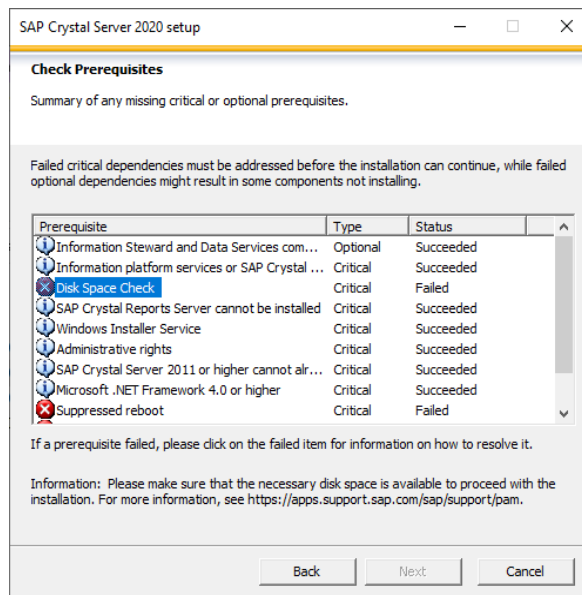 SAP Crystal Server 2020 setup
Check Prerequisites
Summary of any missing critical or optional prerequisites.
Failed critical dependencies must be addressed before the installation can continue, while failed
optional dependencies might result in some components not installing.
Prerequisite Type Status
Information Steward and Data Services com... Optional Succeeded
Information platform services or SAP Crystal ... Critical Succeeded
Disk Space Check Critical Failed
SAP Crystal Reports Server cannot be installed Critical Succeeded
Windows Installer Service Critical Succeeded
Administrative rights Critical Succeeded
SAP Crystal Server 2011 or higher cannot alr... Critical Succeeded
Microsoft .NET Framework 4.0 or higher Critical Succeeded
Suppressed reboot Critical Failed
If a prerequisite failed, please click on the failed item for information on how to resolve it.
Information: Please make sure that the necessary disk space is available to proceed with the
installation. For more information, see https://apps.support.sap.com/sap/support/pam.
Back Next Cancel